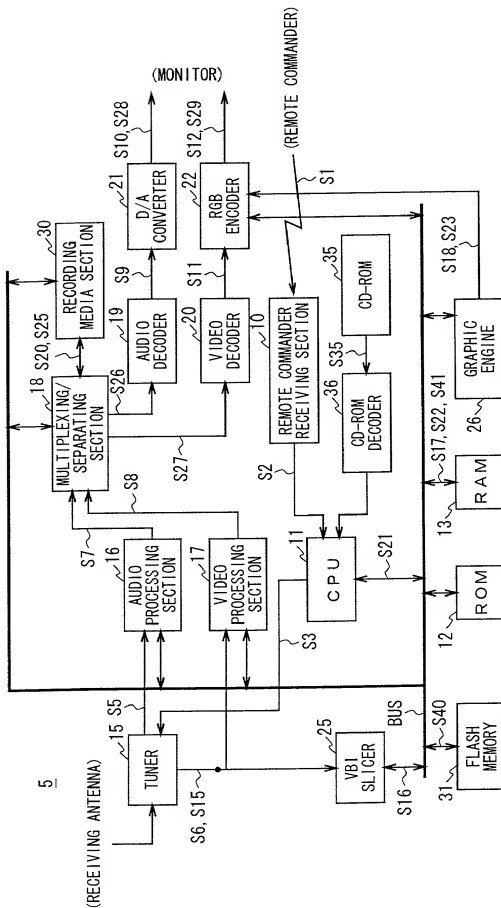 5
(RECEIVING ANTENNA)
15
TUNER
S5
S6, S15
S3
16
AUDIO
PROCESSING
SECTION
17
VIDEO
PROCESSING
SECTION
S7
S8
18
MULTIPLEXING/
SEPARATING
SECTION
S20, S25
30
RECORDING
MEDIA SECTION
S26
S27
19
AUDIO
DECODER
20
VIDEO
DECODER
S9
S11
21
D/A
CONVERTER
22
RGB
ENCODER
S10, S28
S12, S29
(MONITOR)
(REMOTE COMMANDER)
S1
10
REMOTE COMMANDER
RECEIVING SECTION
S2
35
CD-ROM
S35
36
CD-ROM
DECODER
11
CPU
S21
25
VBI
SLICER
S16
BUS
S40
31
FLASH
MEMORY
12
ROM
13
RAM
S17, S22, S41
26
GRAPHIC
ENGINE
S18, S23